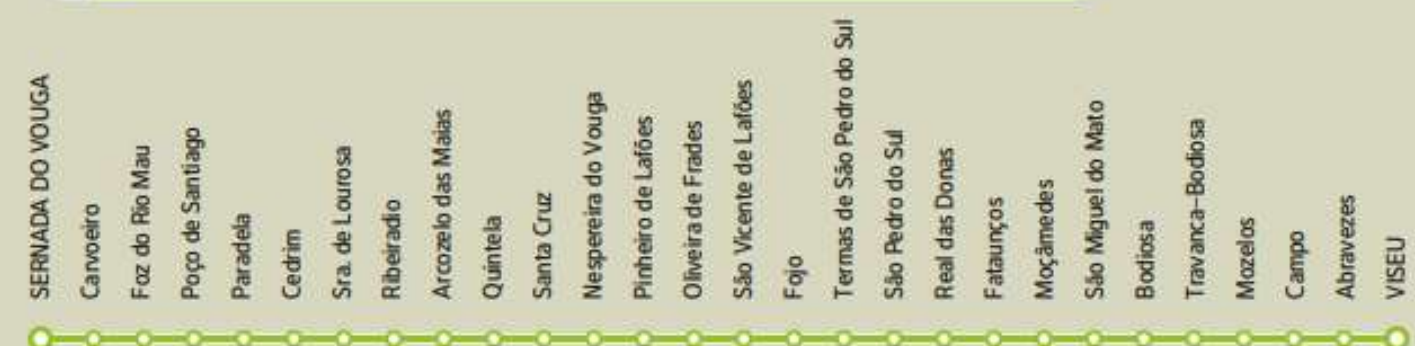 SERNADA DO VOUGA
Carvoeiro
Foz do Rio Mau
Poço de Santiago
Paradela
Cedrim
Sra. de Lourosa
Ribeiradio
Arcozelo das Maias
Quintela
Santa Cruz
Nespereira do Vouga
Pinheiro de Lafões
Oliveira de Frades
São Vicente de Lafões
Fojo
Termas de São Pedro do Sul
São Pedro do Sul
Real das Donas
Fataunços
Moçâmedes
São Miguel do Mato
Bodiosa
Travanca-Bodiosa
Mozelos
Campo
Abravezes
VISEU